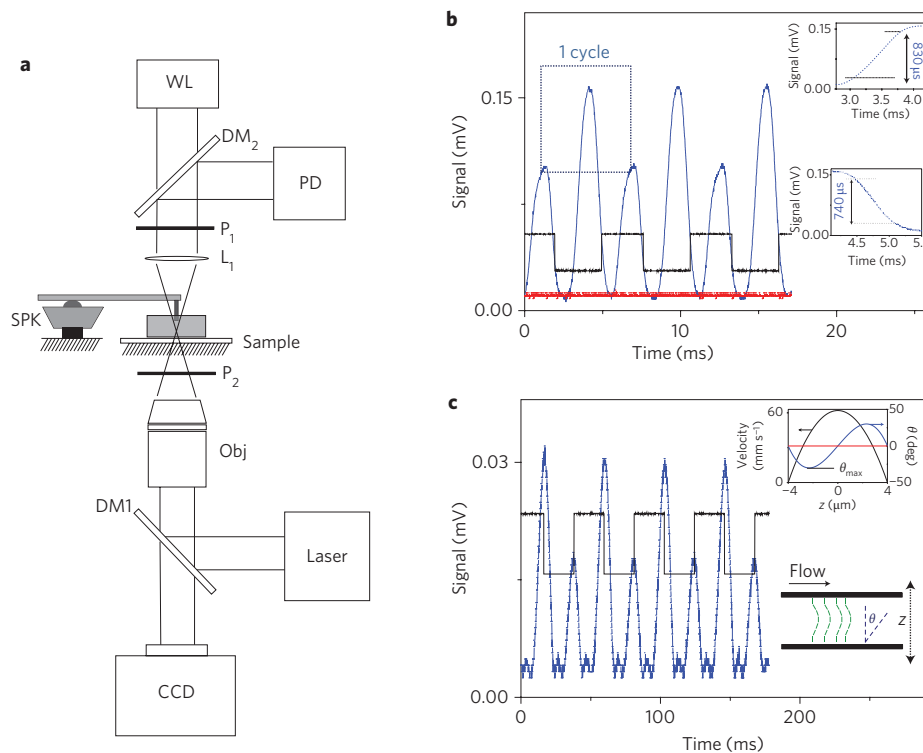 a
WL
DM2
PD
P1
L1
SPK
Sample
P2
Obj
DM1
Laser
CCD
b
1 cycle
0.15
0.00
Signal (mV)
0
10
20
Time (ms)
0.15
0.00
Signal (mV)
830 µs
3.0
3.5
4.0
Time (ms)
0.15
0.00
Signal (mV)
740 µs
4.5
5.0
5.
Time (ms)
c
0.03
0.00
Signal (mV)
0
100
200
Time (ms)
60
0
Velocity
(mm s−1)
50
0
−50
θ (deg)
θmax
−4
0
4
z (µm)
Flow
θ
z